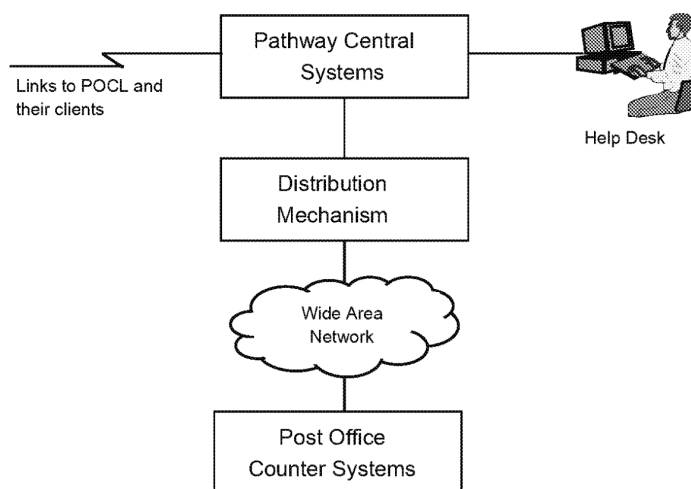 Pathway Central
Systems
Links to POCL and
their clients
Help Desk
Distribution
Mechanism
Wide Area
Network
Post Office
Counter Systems